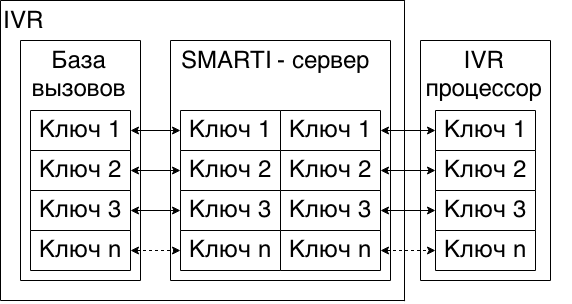 IVR
База
вызовов
Ключ 1
Ключ 2
Ключ 3
Ключ n
SMARTI - сервер
Ключ 1 Ключ 1
Ключ 2 Ключ 2
Ключ 3 Ключ 3
Ключ n Ключ n
IVR
процессор
Ключ 1
Ключ 2
Ключ 3
Ключ n